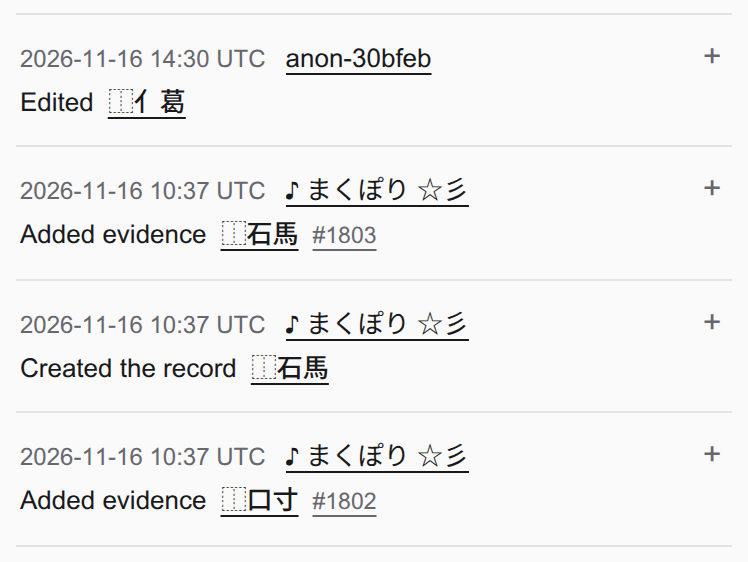 2026-11-16 14:30 UTC anon-30bfeb +
Edited ⿰亻葛
2026-11-16 10:37 UTC ♪ まくぽり ☆彡 +
Added evidence ⿰石馬 #1803
2026-11-16 10:37 UTC ♪ まくぽり ☆彡 +
Created the record ⿰石馬
2026-11-16 10:37 UTC ♪ まくぽり ☆彡 +
Added evidence ⿰口寸 #1802